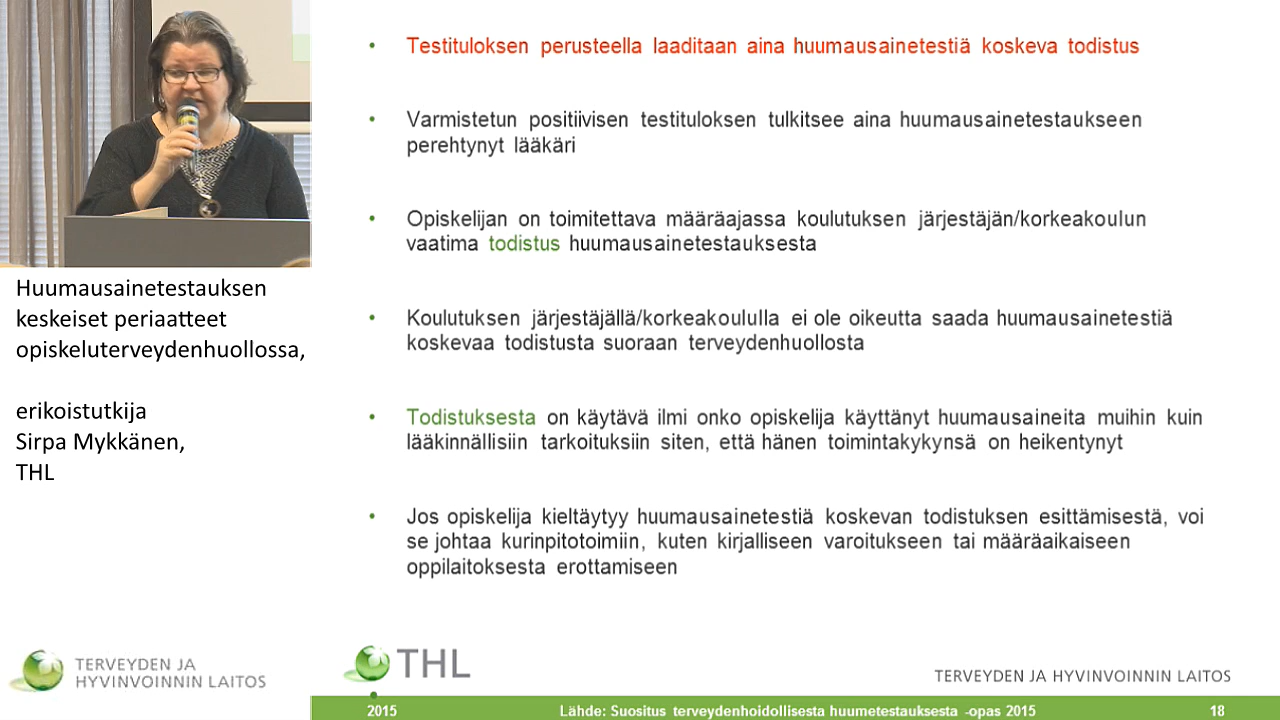 Huumausainetestauksen
keskeiset periaatteet
opiskeluterveydenhuollossa,
erikoistutkija
Sirpa Mykkänen,
THL
TERVEYDEN JA
HYVINVOINNIN LAITOS
• Testituloksen perusteella laaditaan aina huumausainetestiä koskeva todistus
• Varmistetun positiivisen testituloksen tulkitsee aina huumausainetestaukseen
perehtynyt lääkäri
• Opiskelijan on toimitettava määräajassa koulutuksen järjestäjän/korkeakoulun
vaatima todistus huumausainetestauksesta
• Koulutuksen järjestäjällä/korkeakoululla ei ole oikeutta saada huumausainetestiä
koskevaa todistusta suoraan terveydenhuollosta
• Todistuksesta on käytävä ilmi onko opiskelija käyttänyt huumausaineita muihin kuin
lääkinnällisiin tarkoituksiin siten, että hänen toimintakykynsä on heikentynyt
• Jos opiskelija kieltäytyy huumausainetestiä koskevan todistuksen esittämisestä, voi
se johtaa kurinpitotoimiin, kuten kirjalliseen varoitukseen tai määräaikaiseen
oppilaitoksesta erottamiseen
THL
TERVEYDEN JA HYVINVOINNIN LAITOS
2015 Lähde: Suositus terveydenhoidollisesta huumetestauksesta -opas 2015 18